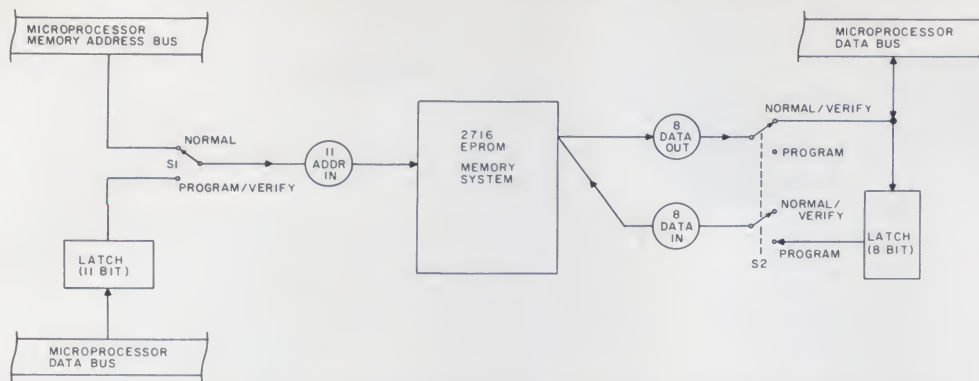 MICROPROCESSOR
MEMORY ADDRESS BUS
NORMAL
S1
PROGRAM/VERIFY
LATCH
(11 BIT)
MICROPROCESSOR
DATA BUS
11
ADDR
IN
2716
EPROM
MEMORY
SYSTEM
8
DATA
OUT
8
DATA
IN
NORMAL/VERIFY
PROGRAM
NORMAL/
VERIFY
PROGRAM
S2
MICROPROCESSOR
DATA BUS
LATCH
(8 BIT)